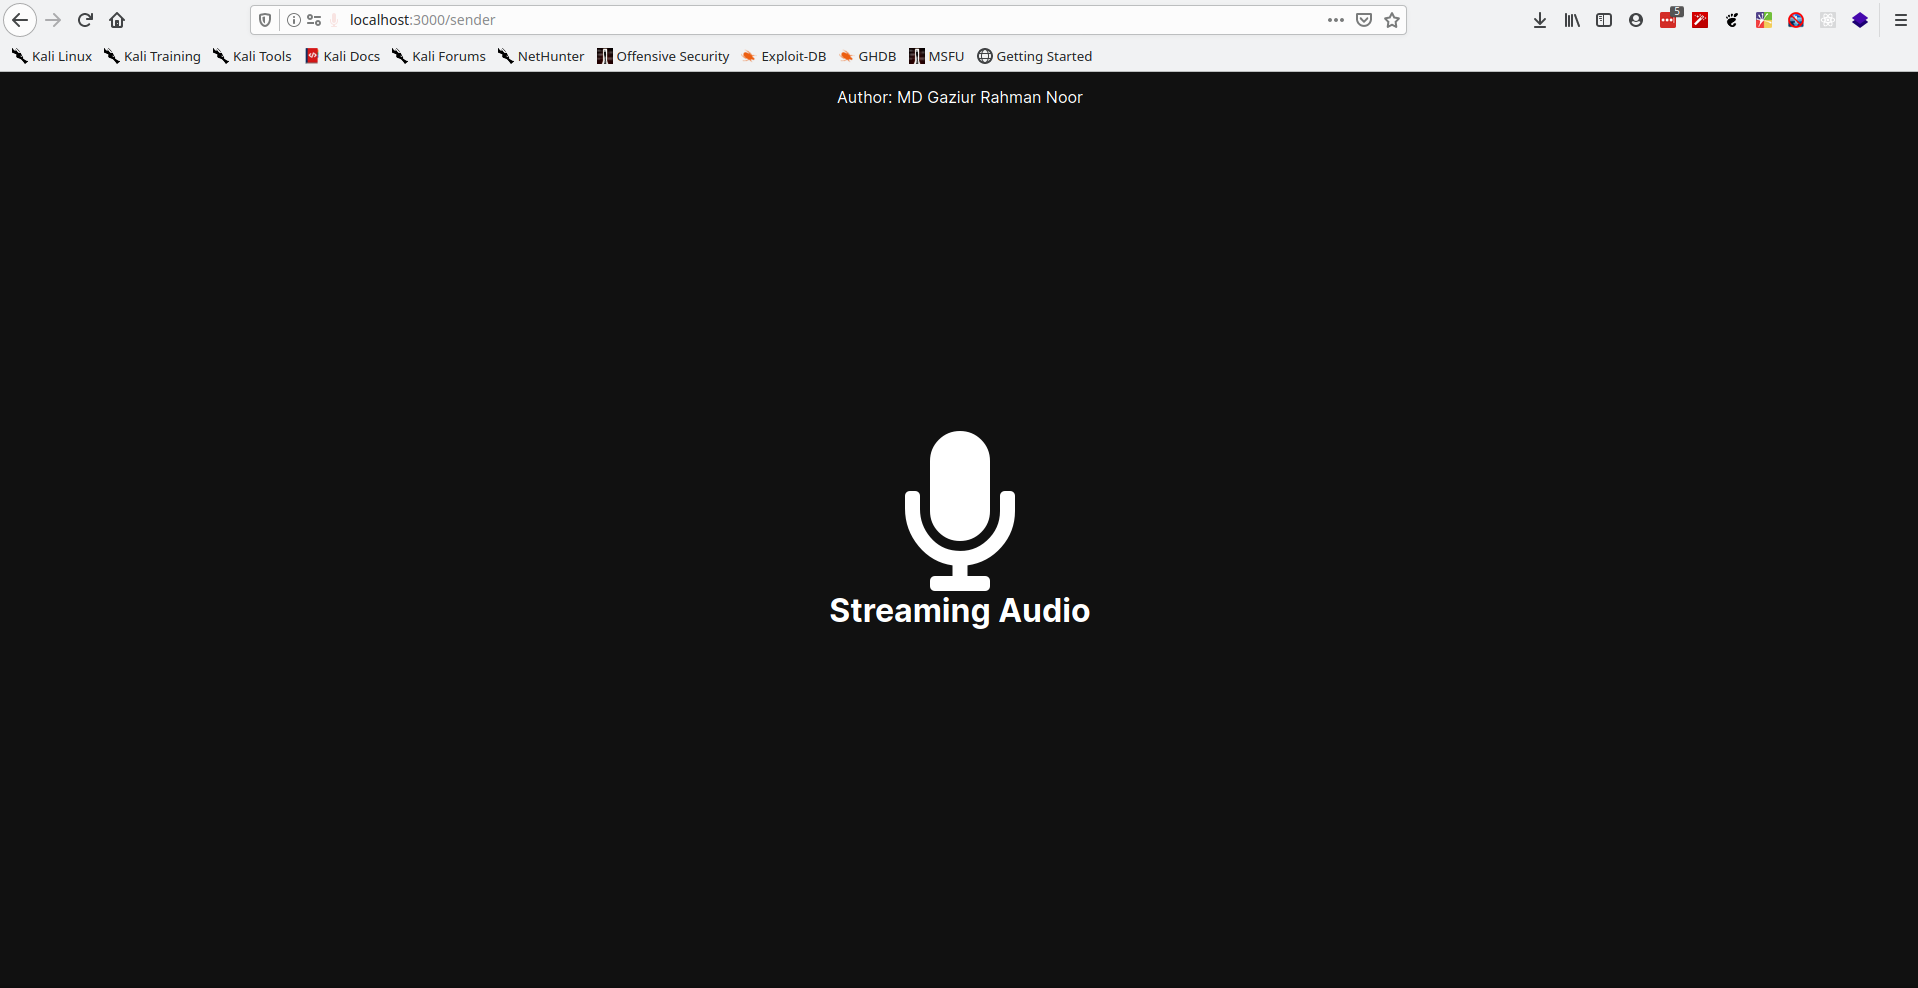 localhost:3000/sender
5
Kali Linux Kali Training Kali Tools Kali Docs Kali Forums NetHunter Offensive Security Exploit-DB GHDB MSFU Getting Started
Author: MD Gaziur Rahman Noor
Streaming Audio